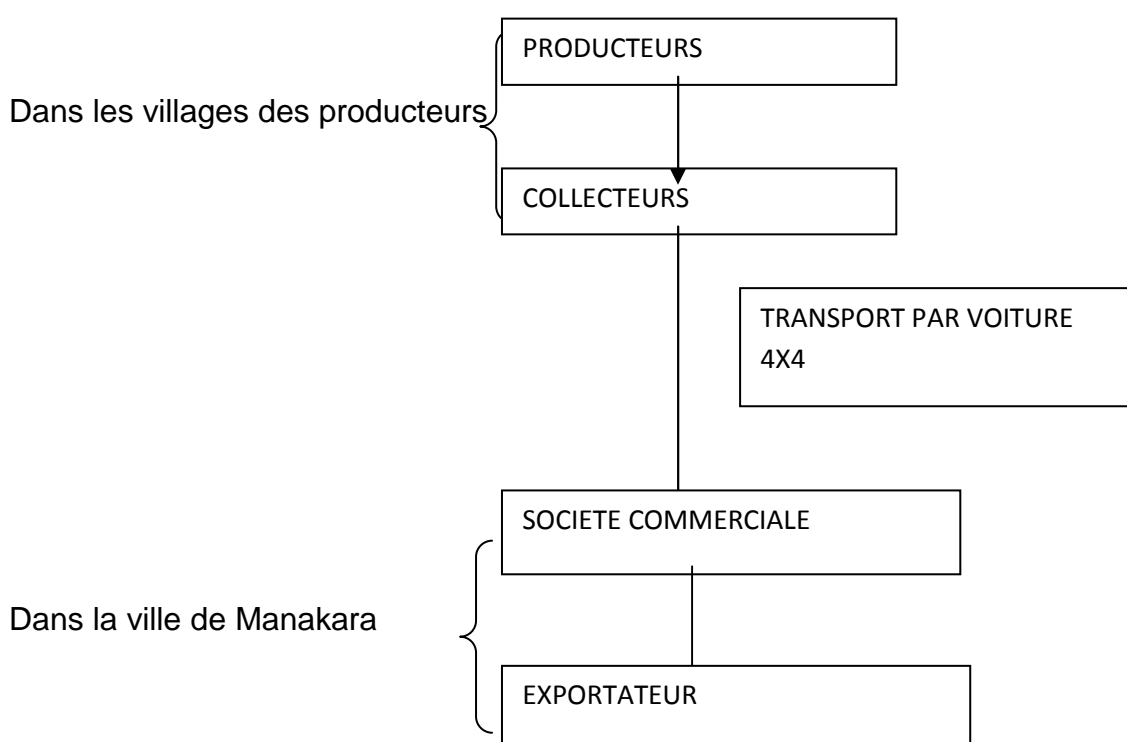 PRODUCTEURS
Dans les villages des producteurs
COLLECTEURS
TRANSPORT PAR VOITURE
4X4
SOCIETE COMMERCIALE
Dans la ville de Manakara
EXPORTATEUR